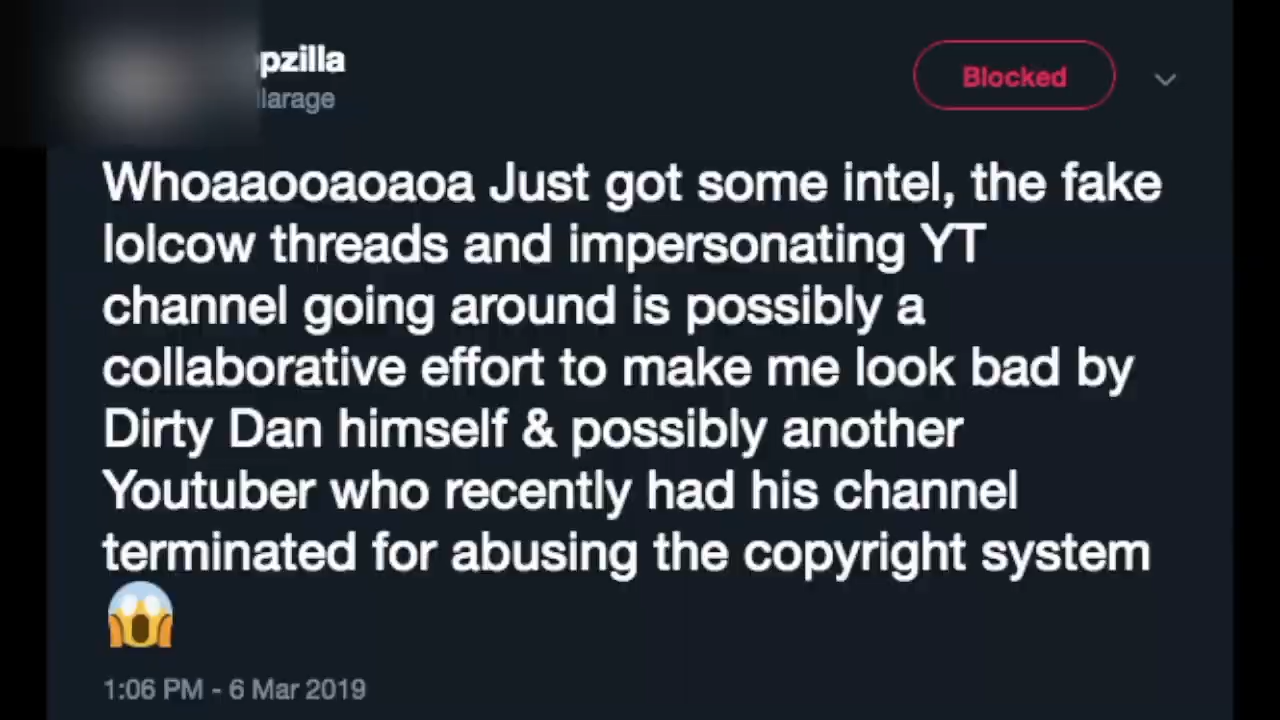 pzilla
larage
Blocked
Whoaaooaoaoa Just got some intel, the fake
lolcow threads and impersonating YT
channel going around is possibly a
collaborative effort to make me look bad by
Dirty Dan himself & possibly another
Youtuber who recently had his channel
terminated for abusing the copyright system
😱
1:06 PM - 6 Mar 2019